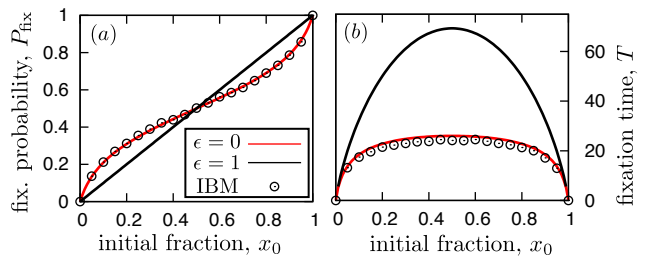 (a)
fix. probability, P_fix
1
0.8
0.6
0.4
0.2
0
ϵ = 0
ϵ = 1
IBM
0 0.2 0.4 0.6 0.8 1
initial fraction, x_0
(b)
60
40
20
0
fixation time, T
0 0.2 0.4 0.6 0.8 1
initial fraction, x_0